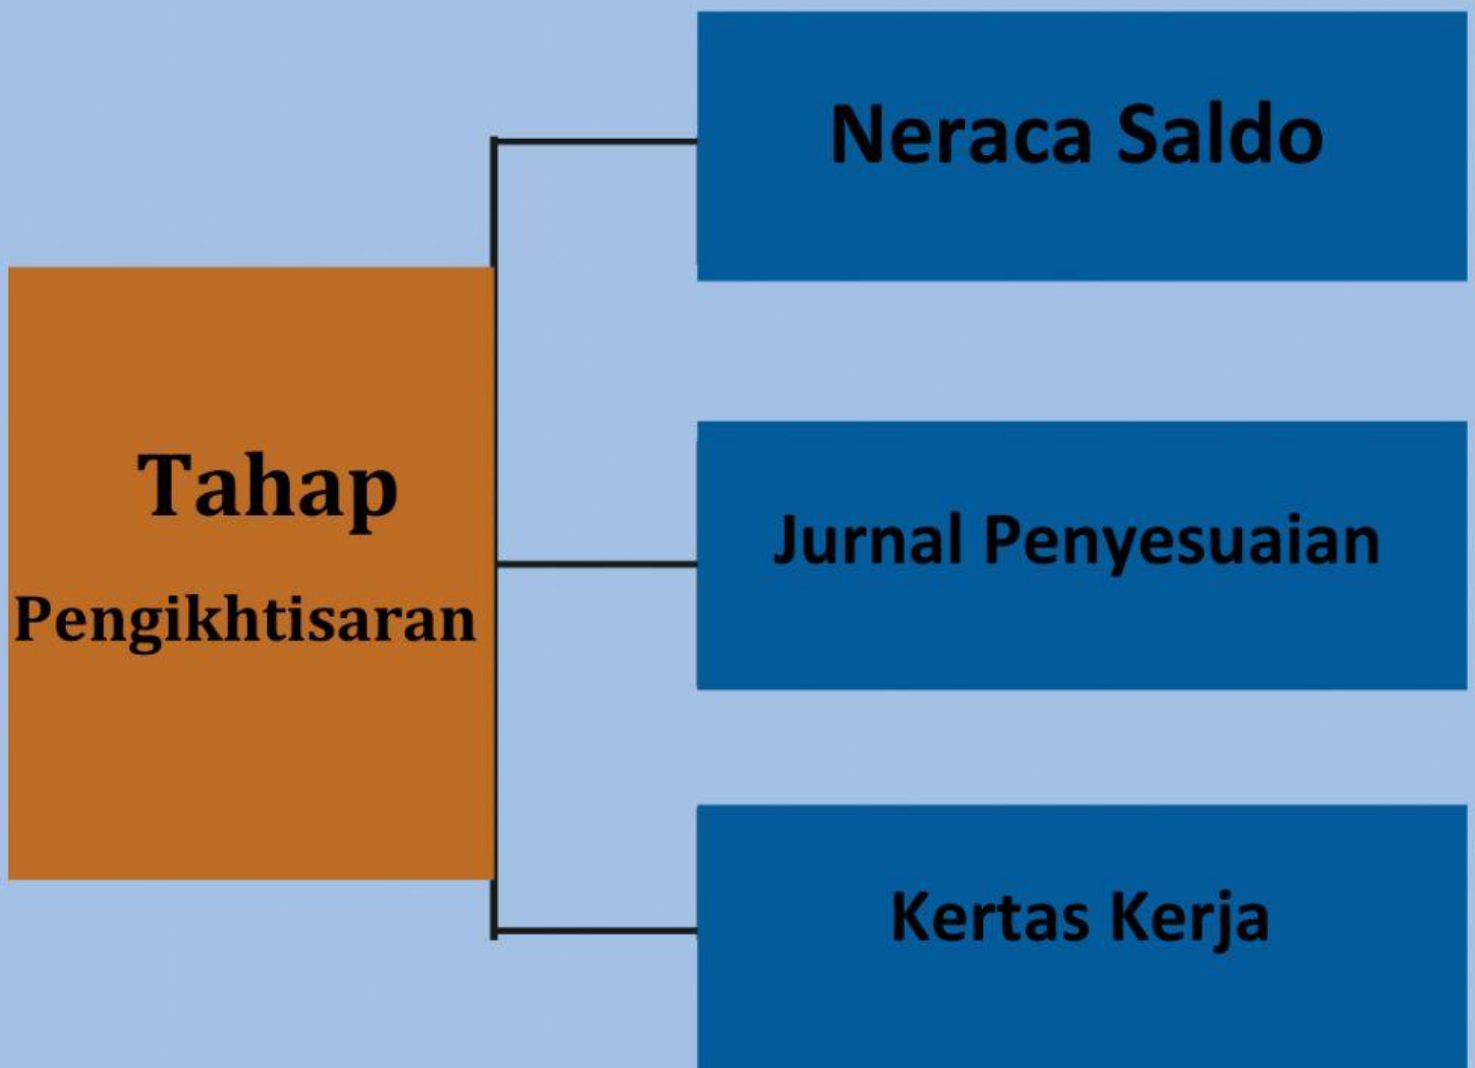 Tahap
Pengikhtisaran
Neraca Saldo
Jurnal Penyesuaian
Kertas Kerja